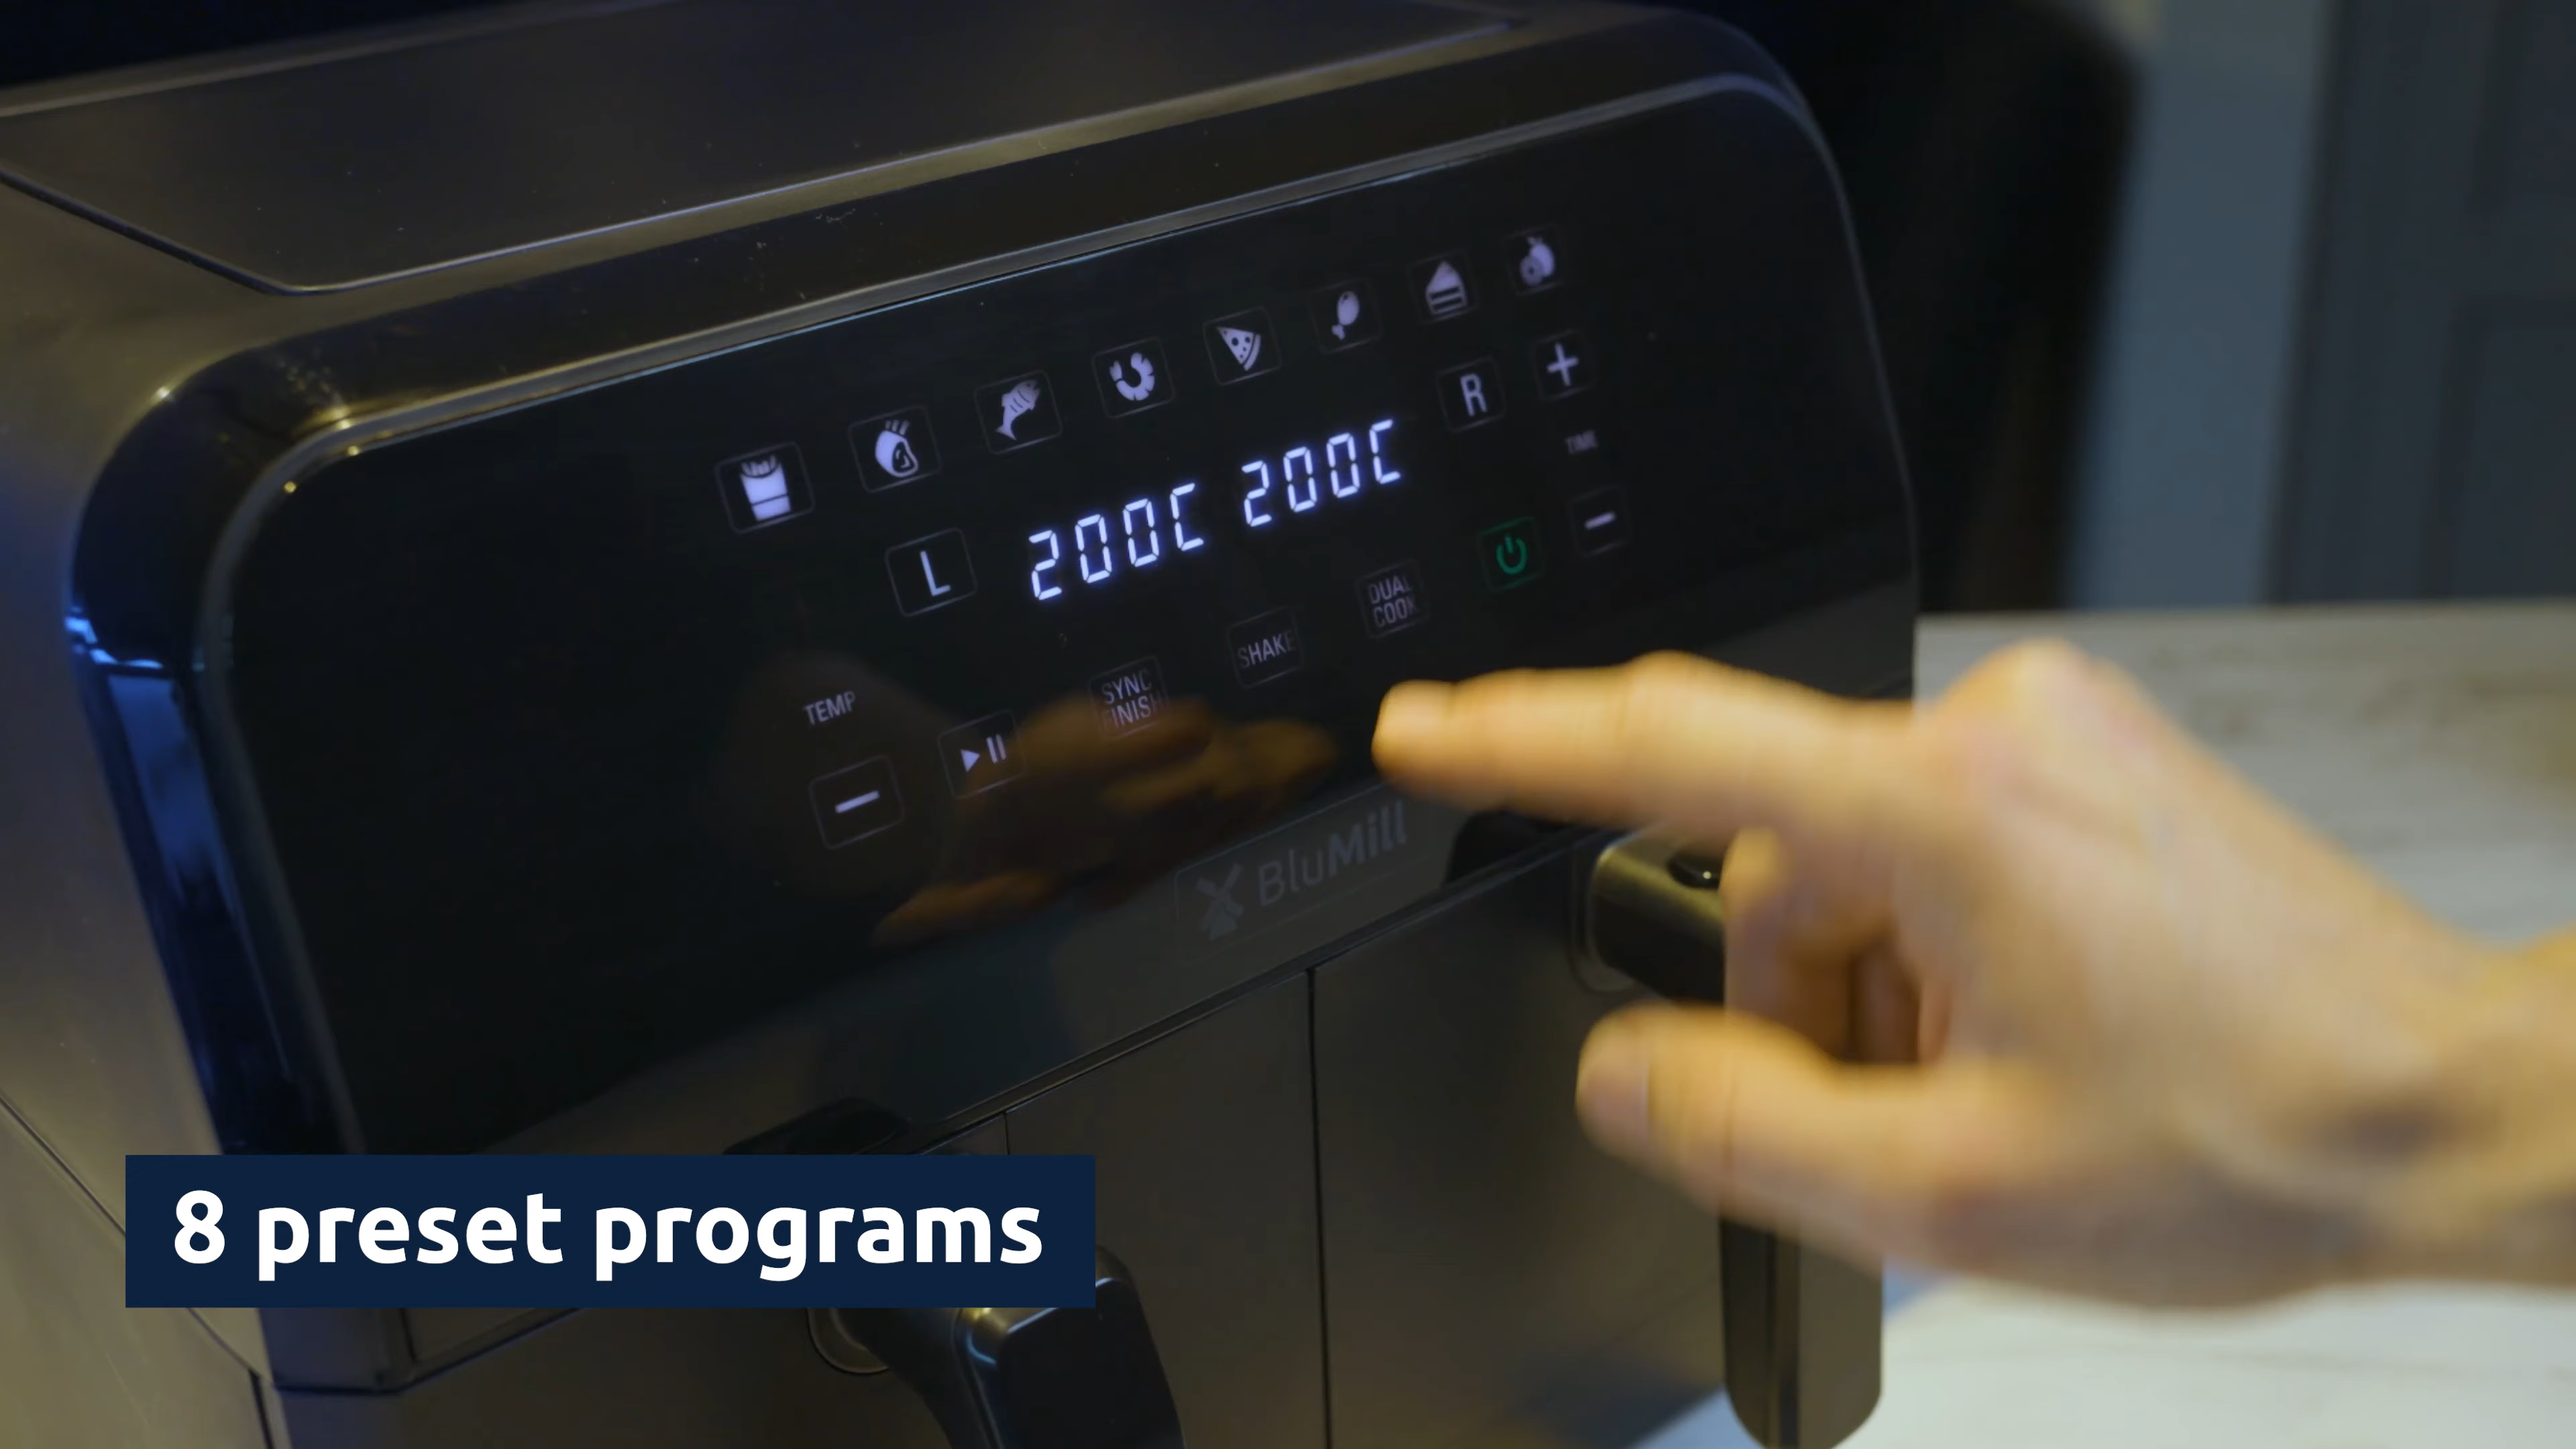 L
200C 200C
R
TIME
TEMP
SYNC
FINISH
SHAKE
DUAL
COOK
BluMill
8 preset programs